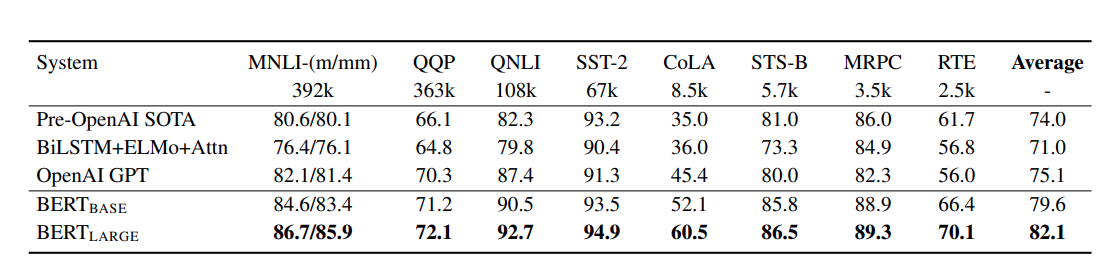 System MNLI-(m/mm) QQP QNLI SST-2 CoLA STS-B MRPC RTE Average
392k 363k 108k 67k 8.5k 5.7k 3.5k 2.5k -
Pre-OpenAI SOTA 80.6/80.1 66.1 82.3 93.2 35.0 81.0 86.0 61.7 74.0
BiLSTM+ELMo+Attn 76.4/76.1 64.8 79.8 90.4 36.0 73.3 84.9 56.8 71.0
OpenAI GPT 82.1/81.4 70.3 87.4 91.3 45.4 80.0 82.3 56.0 75.1
BERTBASE 84.6/83.4 71.2 90.5 93.5 52.1 85.8 88.9 66.4 79.6
BERTLARGE 86.7/85.9 72.1 92.7 94.9 60.5 86.5 89.3 70.1 82.1